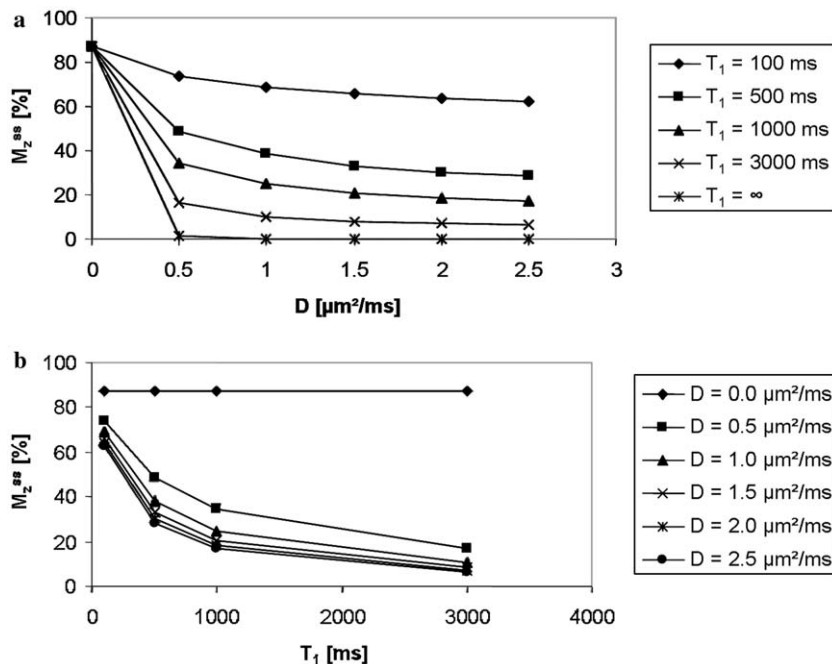 a
100
80
60
40
20
0
M_z^ss [%]
0 0.5 1 1.5 2 2.5 3
D [µm²/ms]
T₁ = 100 ms
T₁ = 500 ms
T₁ = 1000 ms
T₁ = 3000 ms
T₁ = ∞
b
100
80
60
40
20
0
M_z^ss [%]
0 1000 2000 3000 4000
T₁ [ms]
D = 0.0 µm²/ms
D = 0.5 µm²/ms
D = 1.0 µm²/ms
D = 1.5 µm²/ms
D = 2.0 µm²/ms
D = 2.5 µm²/ms